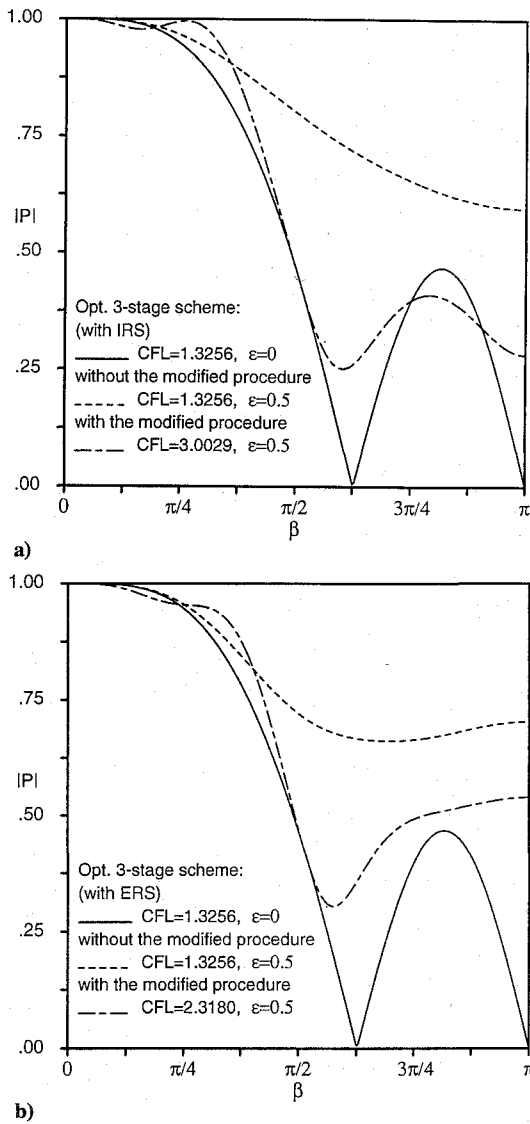 1.00
.75
|P|
.50
Opt. 3-stage scheme:
(with IRS)
CFL=1.3256, ε=0
without the modified procedure
.25
CFL=1.3256, ε=0.5
with the modified procedure
CFL=3.0029, ε=0.5
.00
0 π/4 π/2 3π/4 π
β
a)
1.00
.75
|P|
.50
Opt. 3-stage scheme:
(with ERS)
CFL=1.3256, ε=0
.25
without the modified procedure
CFL=1.3256, ε=0.5
with the modified procedure
CFL=2.3180, ε=0.5
.00
0 π/4 π/2 3π/4 π
β
b)